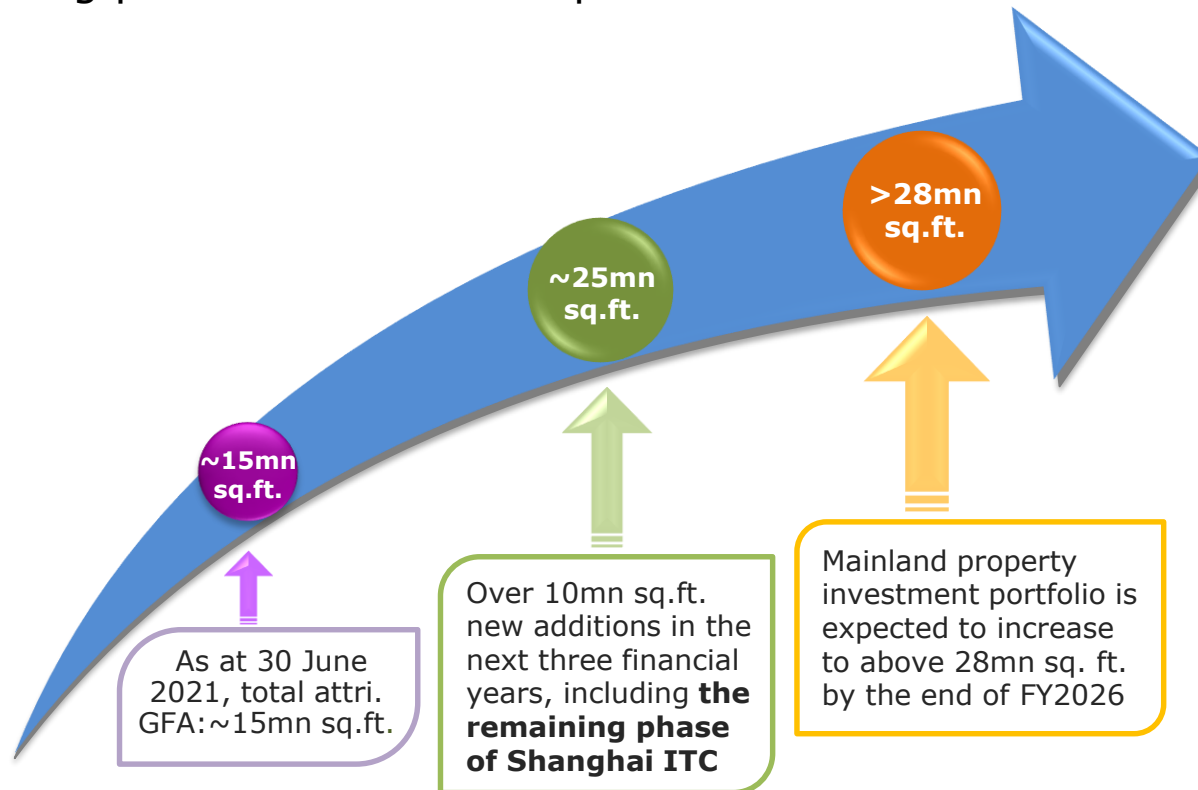 ~15mn
sq.ft.
~25mn
sq.ft.
>28mn
sq.ft.
As at 30 June
2021, total attri.
GFA:~15mn sq.ft.
Over 10mn sq.ft.
new additions in the
next three financial
years, including the
remaining phase
of Shanghai ITC
Mainland property
investment portfolio is
expected to increase
to above 28mn sq. ft.
by the end of FY2026